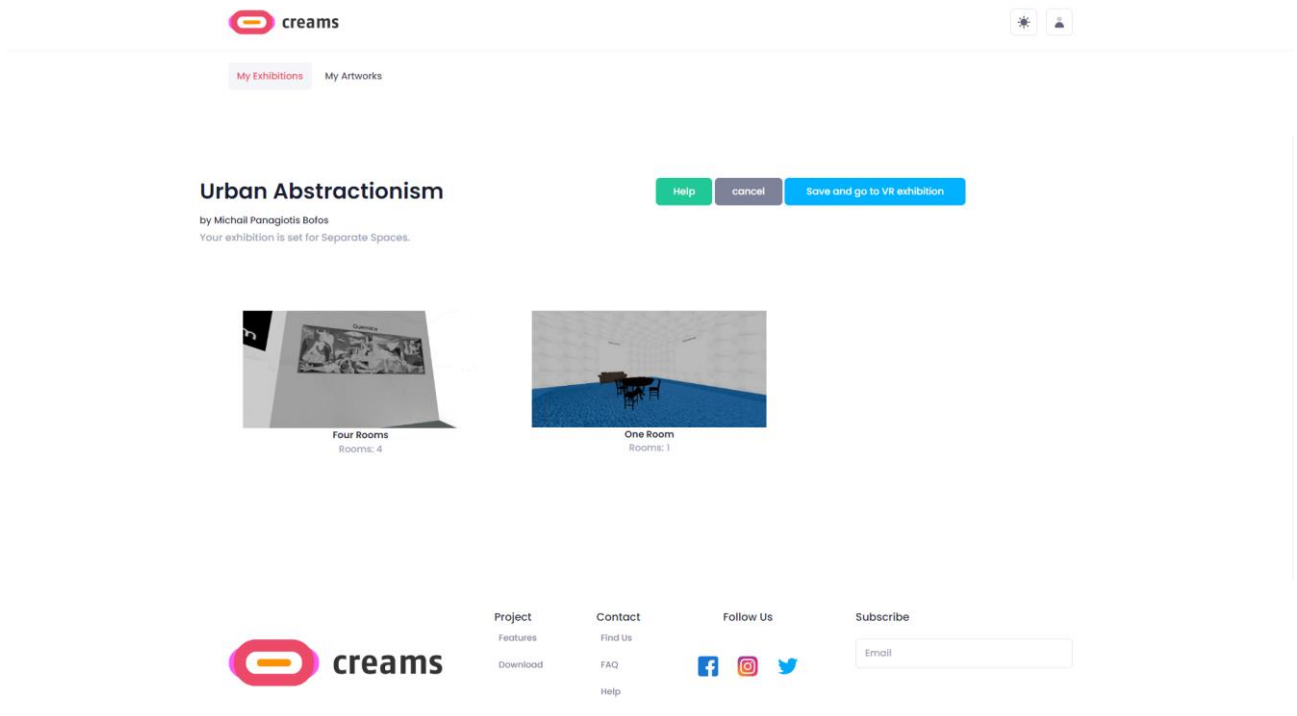 creams
My Exhibitions
My Artworks
Urban Abstractionism
Help
cancel
Save and go to VR exhibition
by Michail Panagiotis Bofos
Your exhibition is set for Separate Spaces.
Guernica
Four Rooms
Rooms: 4
One Room
Rooms: 1
creams
Project
Features
Download
Contact
Find Us
FAQ
Help
Follow Us
Subscribe
Email